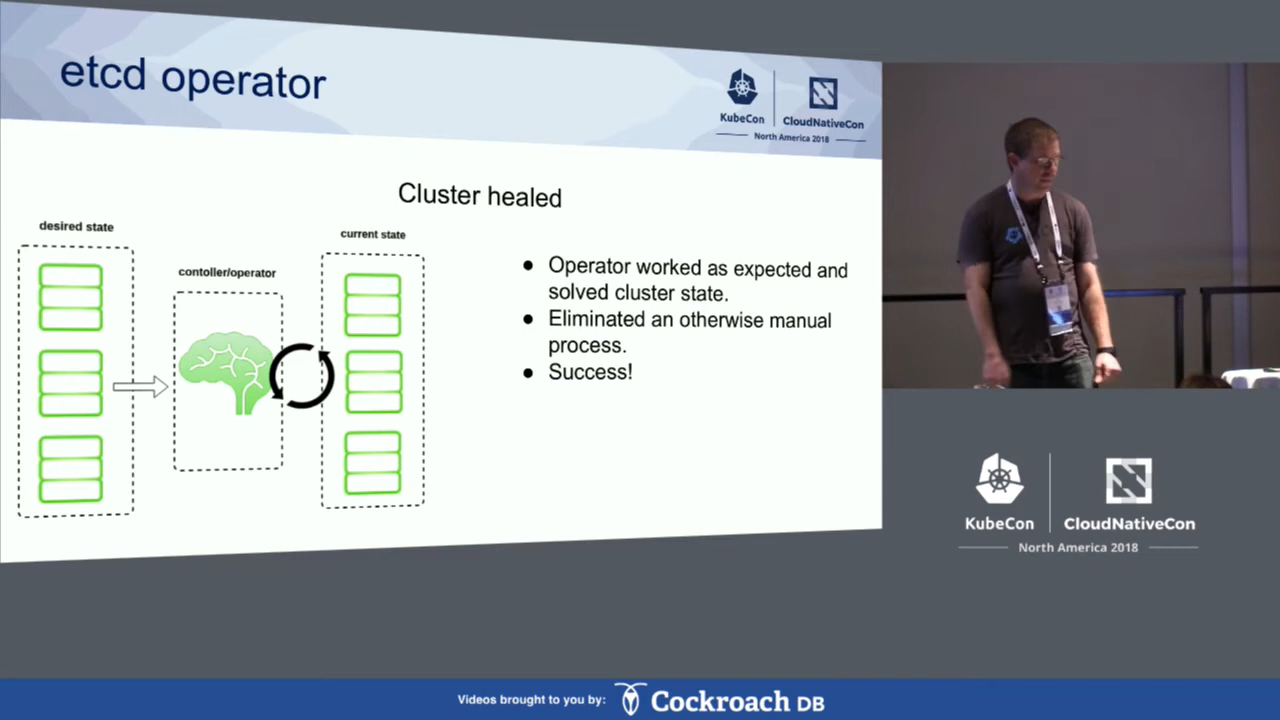 etcd operator
KubeCon
CloudNativeCon
North America 2018
Cluster healed
desired state
contoller/operator
current state
● Operator worked as expected and
solved cluster state.
● Eliminated an otherwise manual
process.
● Success!
KubeCon
CloudNativeCon
North America 2018
Videos brought to you by:
Cockroach DB